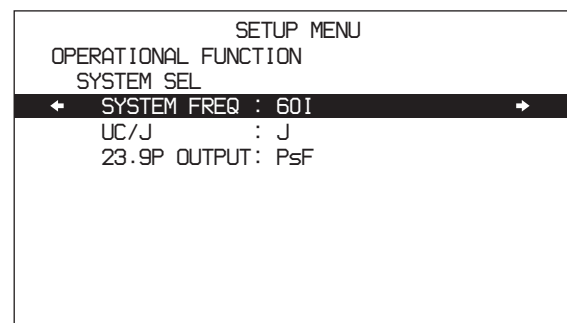 SETUP MENU
OPERATIONAL FUNCTION
SYSTEM SEL
← SYSTEM FREQ : 60I →
UC/J : J
23.9P OUTPUT: PsF